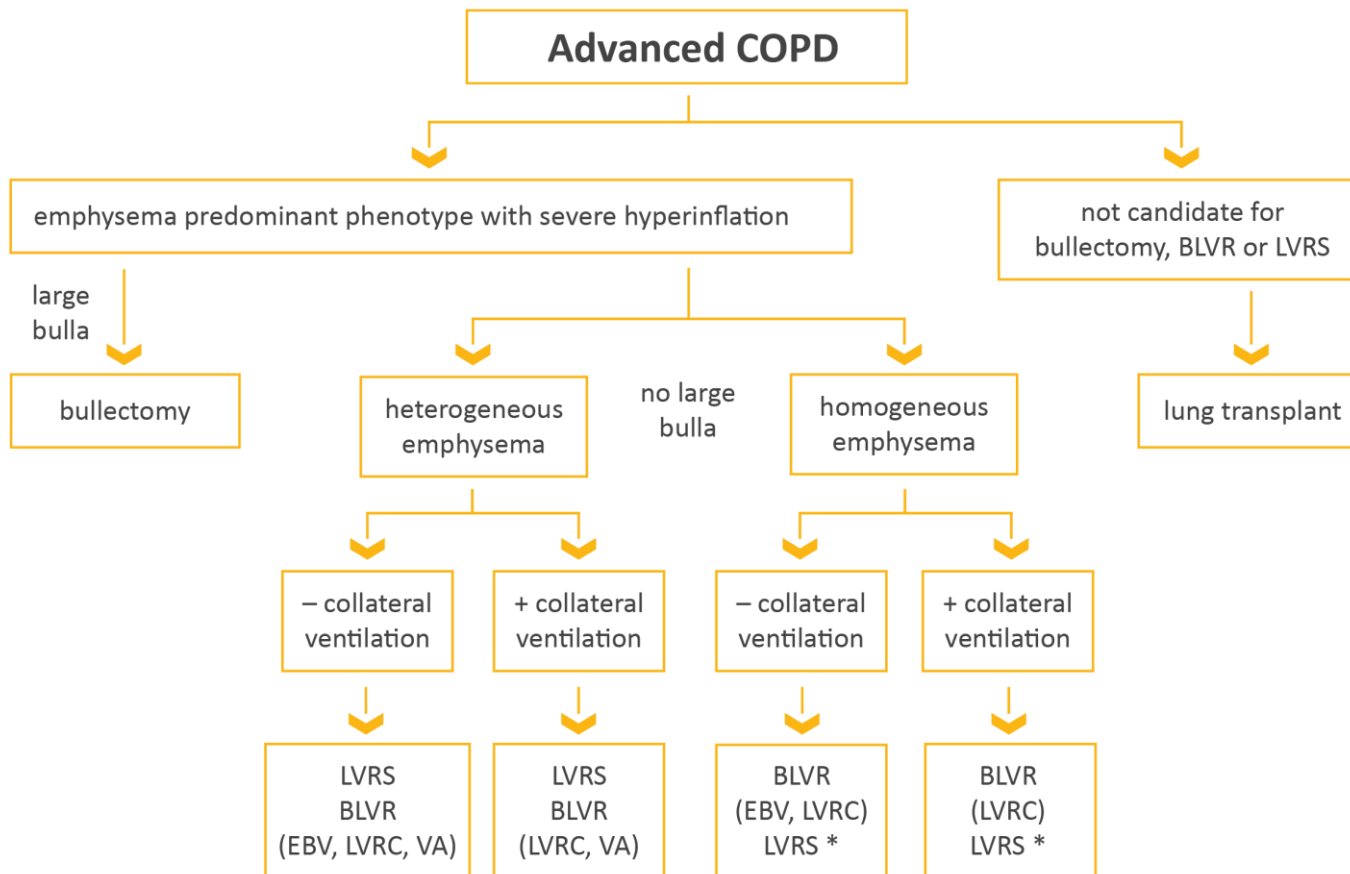 Advanced COPD
emphysema predominant phenotype with severe hyperinflation
not candidate for
bullectomy, BLVR or LVRS
large
bulla
bullectomy
heterogeneous
emphysema
no large
bulla
homogeneous
emphysema
lung transplant
– collateral
ventilation
+ collateral
ventilation
– collateral
ventilation
+ collateral
ventilation
LVRS
BLVR
(EBV, LVRC, VA)
LVRS
BLVR
(LVRC, VA)
BLVR
(EBV, LVRC)
LVRS *
BLVR
(LVRC)
LVRS *